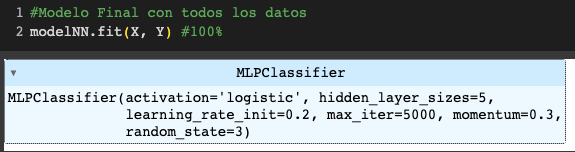 1 #Modelo Final con todos los datos
2 modelNN.fit(X, Y) #100%
▾ MLPClassifier
MLPClassifier(activation='logistic', hidden_layer_sizes=5,
learning_rate_init=0.2, max_iter=5000, momentum=0.3,
random_state=3)